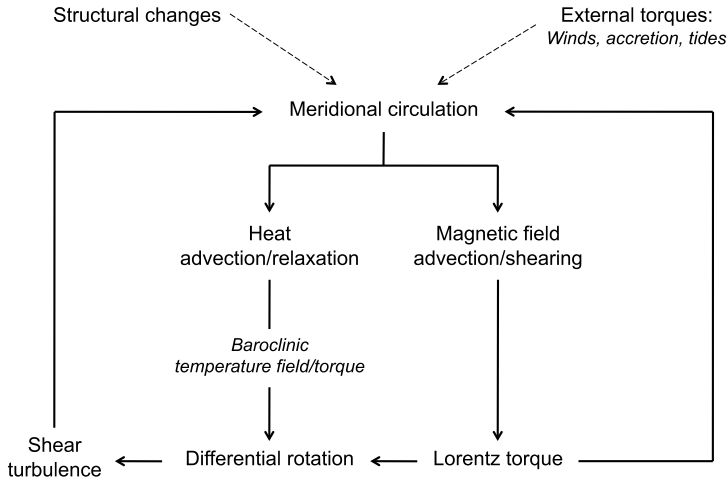 Structural changes
External torques:
Winds, accretion, tides
Meridional circulation
Heat
advection/relaxation
Magnetic field
advection/shearing
Baroclinic
temperature field/torque
Shear
turbulence
Differential rotation
Lorentz torque